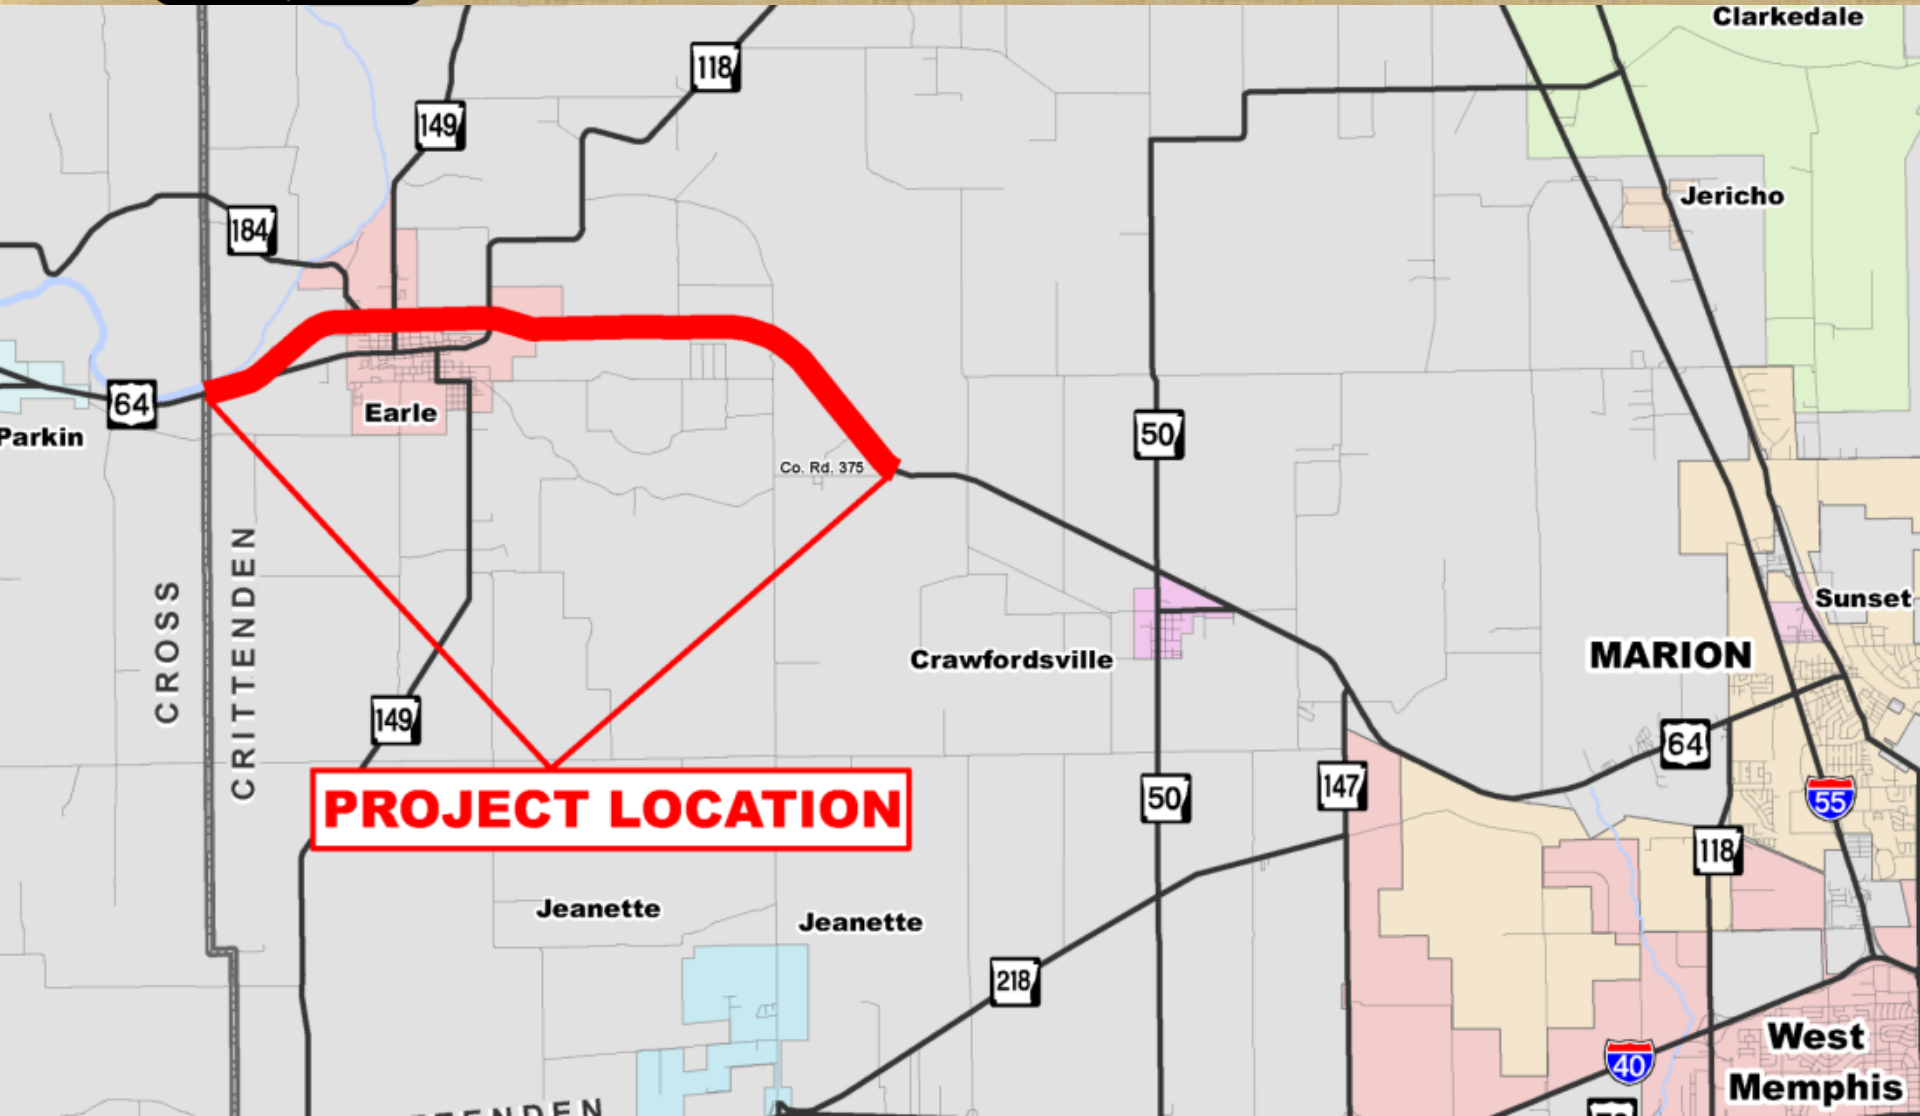 Clarkedale
118
149
Jericho
184
64
Earle
Parkin
50
Co. Rd. 375
CROSS
CRITTENDEN
Sunset
MARION
Crawfordsville
149
64
147
50
55
PROJECT LOCATION
118
Jeanette
Jeanette
218
West
Memphis
40